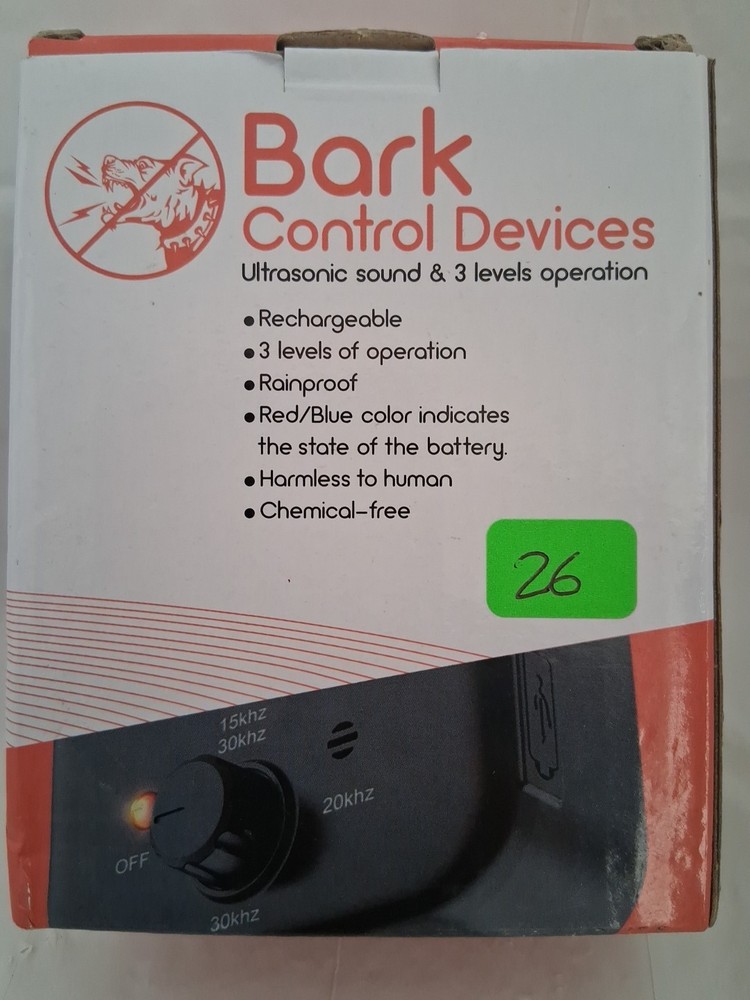 Bark
Control Devices
Ultrasonic sound & 3 levels operation
• Rechargeable
• 3 levels of operation
• Rainproof
• Red/Blue color indicates
the state of the battery.
• Harmless to human
• Chemical-free
26
15khz
30khz
20khz
OFF
30khz